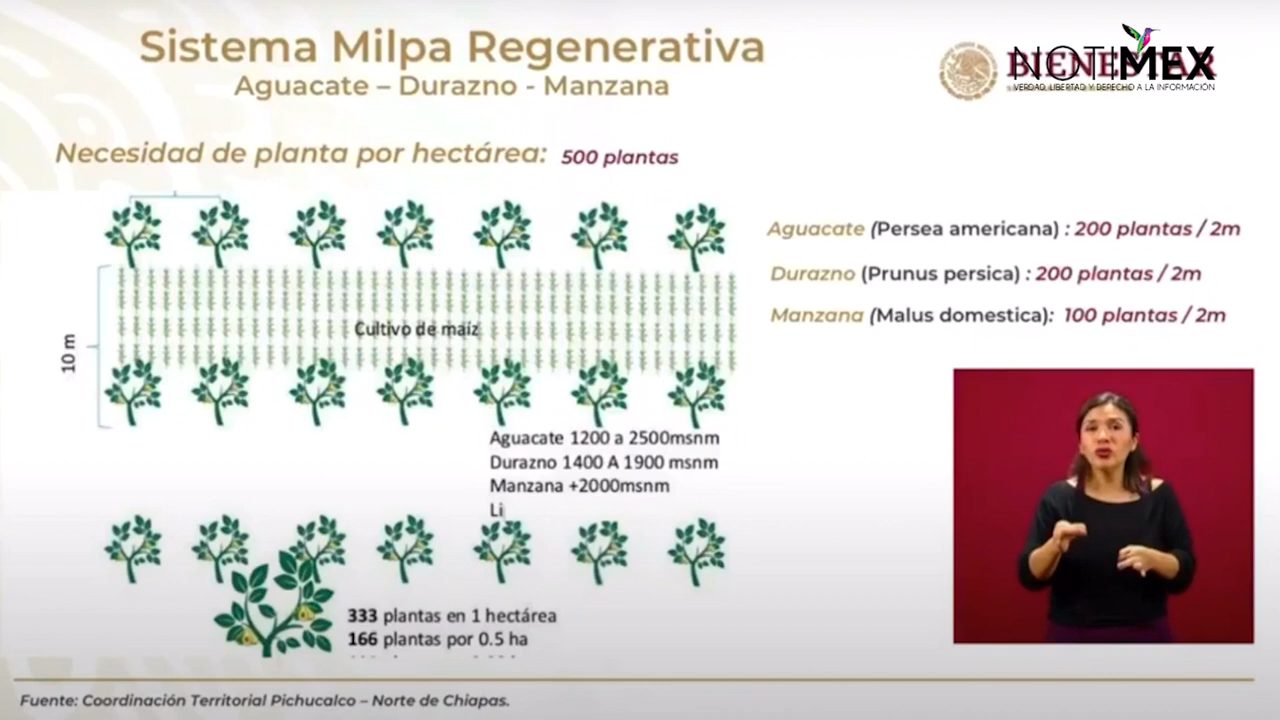 Sistema Milpa Regenerativa
Aguacate – Durazno - Manzana
NOTIMEX
VERDAD, LIBERTAD Y DERECHO A LA INFORMACIÓN
Necesidad de planta por hectárea: 500 plantas
Aguacate (Persea americana) : 200 plantas / 2m
Durazno (Prunus persica) : 200 plantas / 2m
Manzana (Malus domestica): 100 plantas / 2m
10 m
Cultivo de maíz
Aguacate 1200 a 2500msnm
Durazno 1400 A 1900 msnm
Manzana +2000msnm
Li
333 plantas en 1 hectárea
166 plantas por 0.5 ha
Fuente: Coordinación Territorial Pichucalco – Norte de Chiapas.